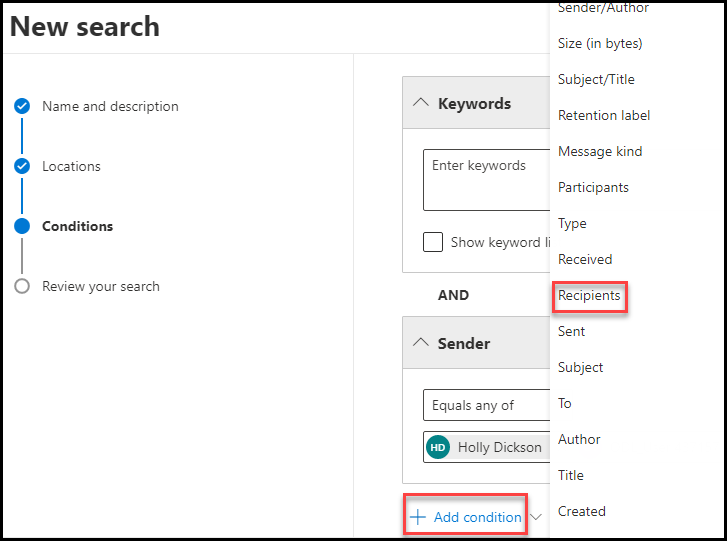 New search
Name and description
Locations
Conditions
Review your search
Keywords
Enter keywords
Show keyword li
AND
Sender
Equals any of
HD Holly Dickson
Add condition
Sender/Author
Size (in bytes)
Subject/Title
Retention label
Message kind
Participants
Type
Received
Recipients
Sent
Subject
To
Author
Title
Created